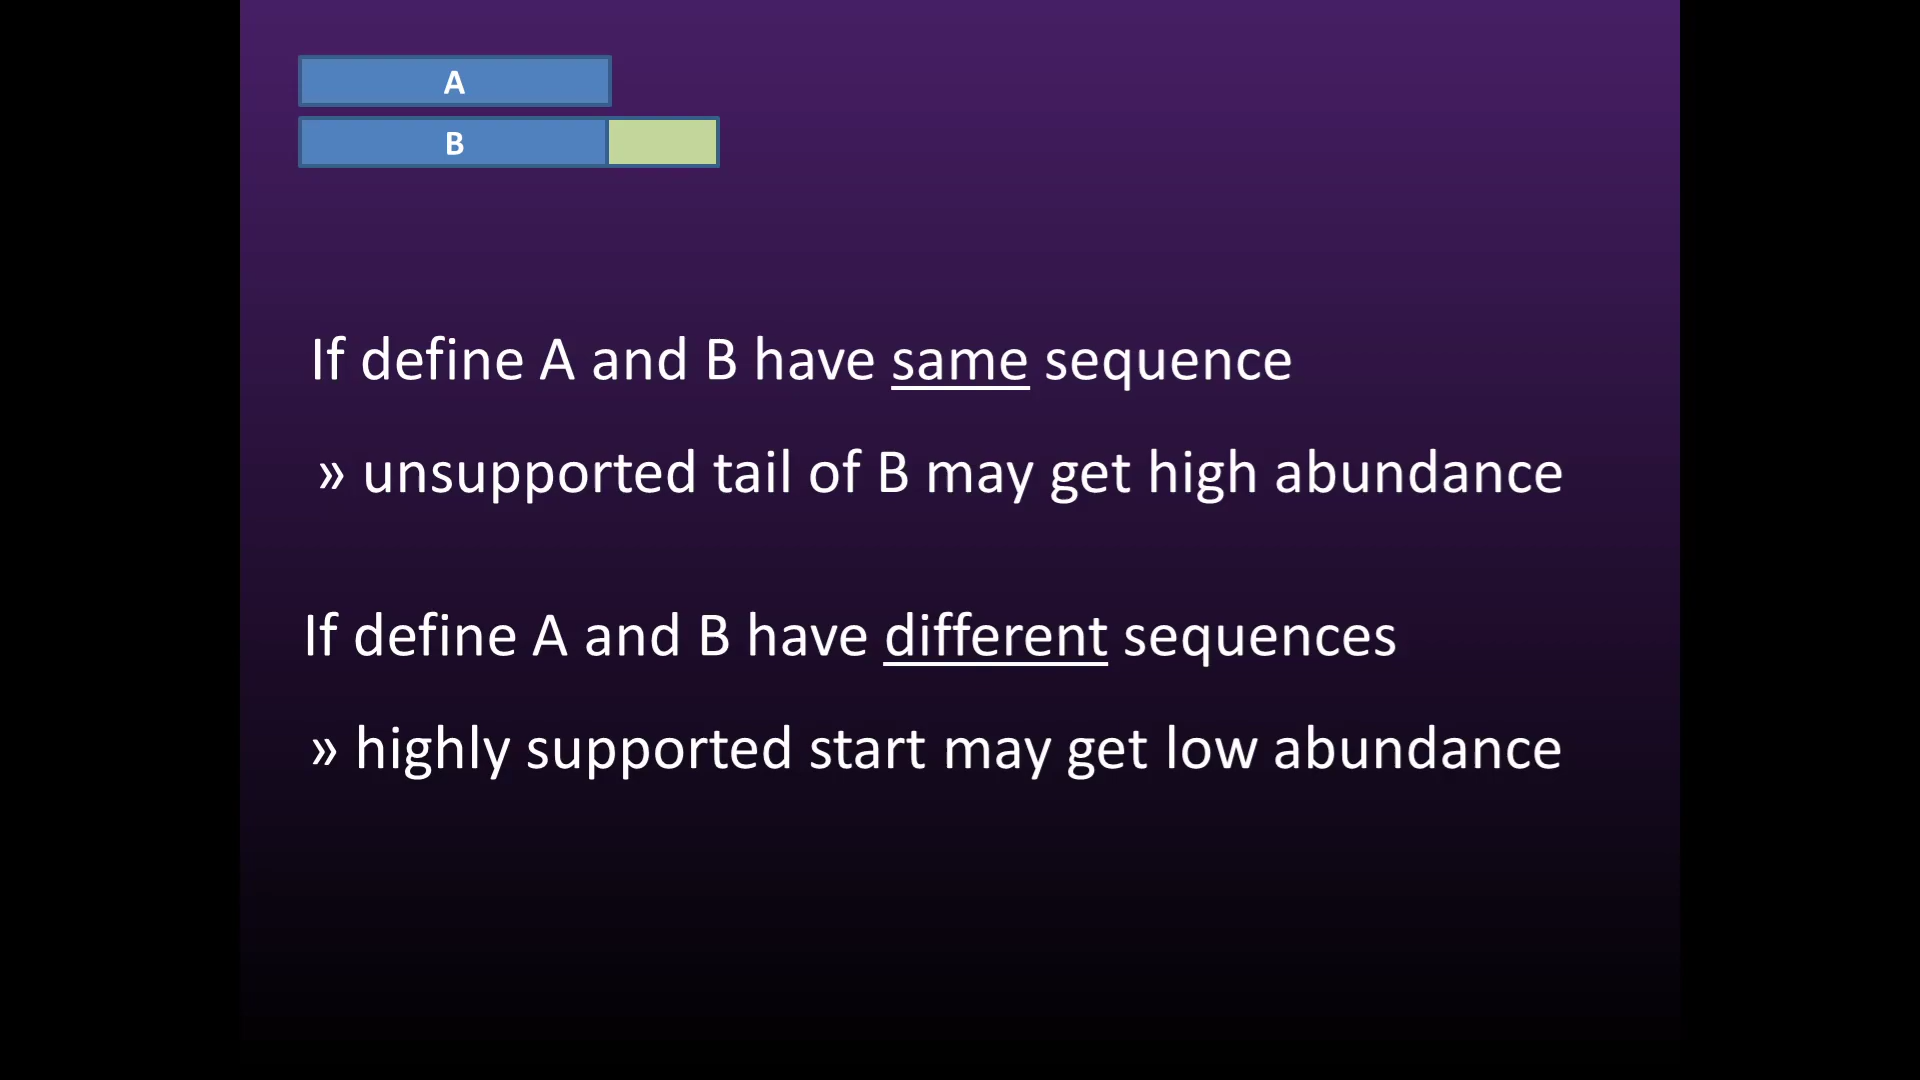 A
B
If define A and B have same sequence
» unsupported tail of B may get high abundance
If define A and B have different sequences
» highly supported start may get low abundance